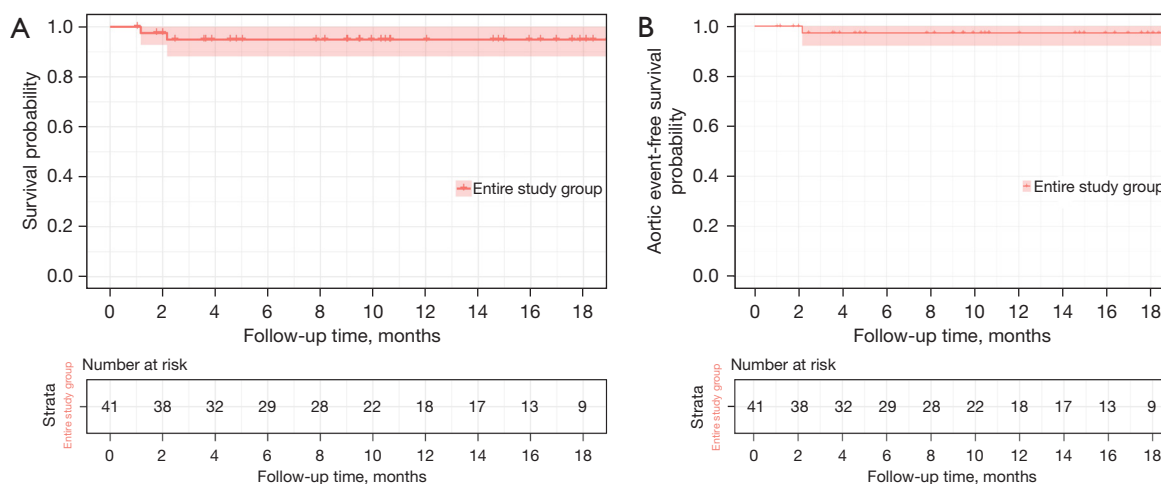 A
Survival probability
1.0
0.8
0.6
0.4
0.2
0.0
Entire study group
0 2 4 6 8 10 12 14 16 18
Follow-up time, months
Number at risk
Strata
Entire study group
41 38 32 29 28 22 18 17 13 9
0 2 4 6 8 10 12 14 16 18
Follow-up time, months
B
Aortic event-free survival
probability
1.0
0.8
0.6
0.4
0.2
0.0
Entire study group
0 2 4 6 8 10 12 14 16 18
Follow-up time, months
Number at risk
Strata
Entire study group
41 38 32 29 28 22 18 17 13 9
0 2 4 6 8 10 12 14 16 18
Follow-up time, months